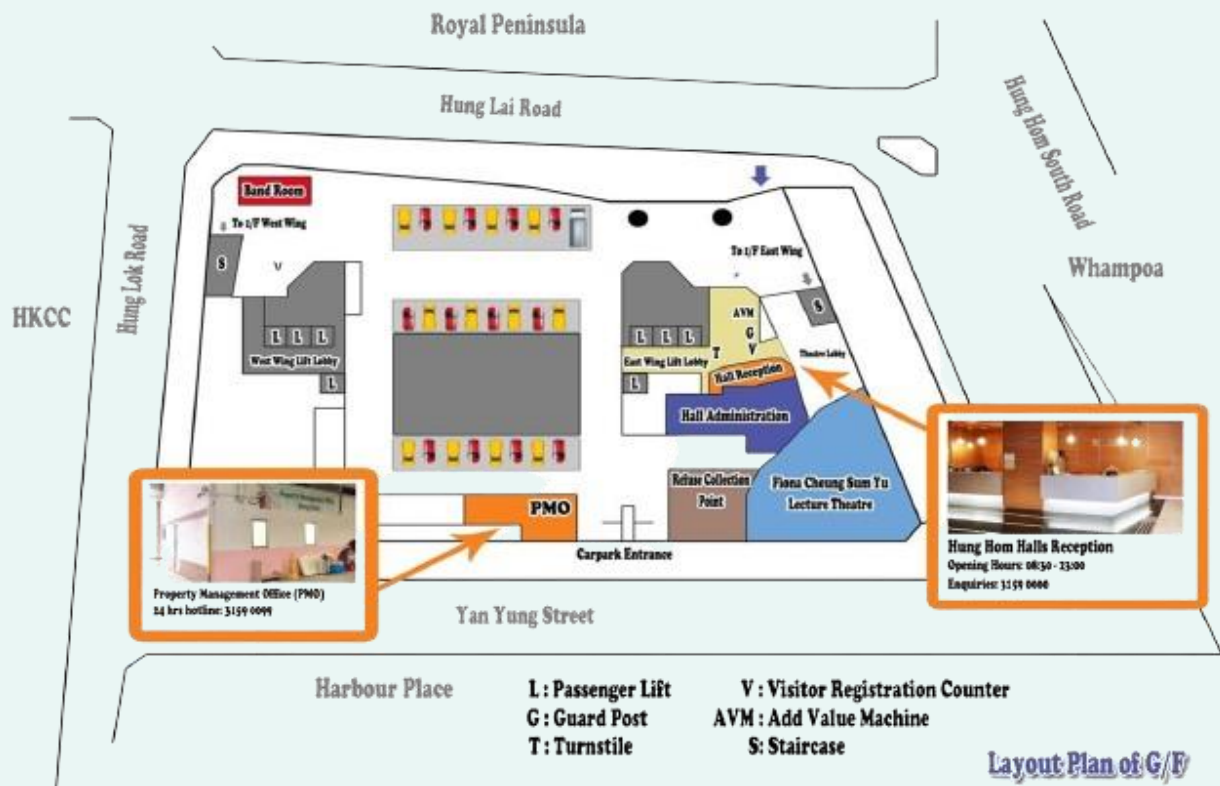 Royal Peninsula
Hung Lai Road
Hung Hom South Road
Band Room
To 1/F West Wing
S
V
Hung Lok Road
HKCC
Whampoa
To 1/F East Wing
S
AVM
G
V
T
L L L
West Wing Lift Lobby
L
L L L
East Wing Lift Lobby
L
Theatre Lobby
Hall Reception
Hall Administration
Refuse Collection
Point
Fiona Cheung Sum Yu
Lecture Theatre
PMO
Carpark Entrance
Property Management Office (PMO)
24 hrs hotline: 3159 0099
Hung Hom Halls Reception
Opening Hours: 08:30 - 23:00
Enquiries: 3159 0000
Yan Yung Street
Harbour Place
L : Passenger Lift
G : Guard Post
T : Turnstile
V : Visitor Registration Counter
AVM : Add Value Machine
S: Staircase
Layout Plan of G/F